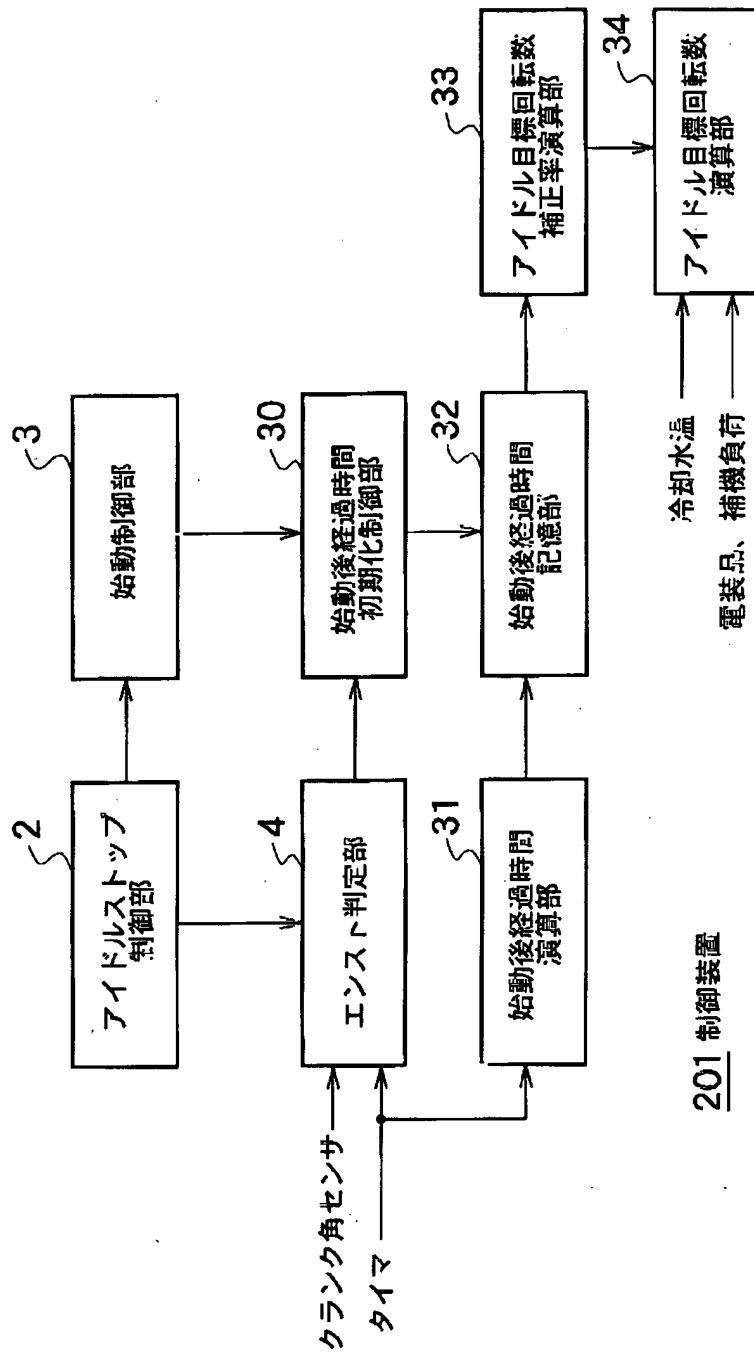 2
アイドルストップ
制御部
3
始動制御部
クランク角センサ
タイマ
4
エンスト判定部
30
始動後経過時間
初期化制御部
31
始動後経過時間
演算部
32
始動後経過時間
記憶部
33
アイドル目標回転数
補正率演算部
34
アイドル目標回転数
演算部
冷却水温
電装品、補機負荷
201 制御装置